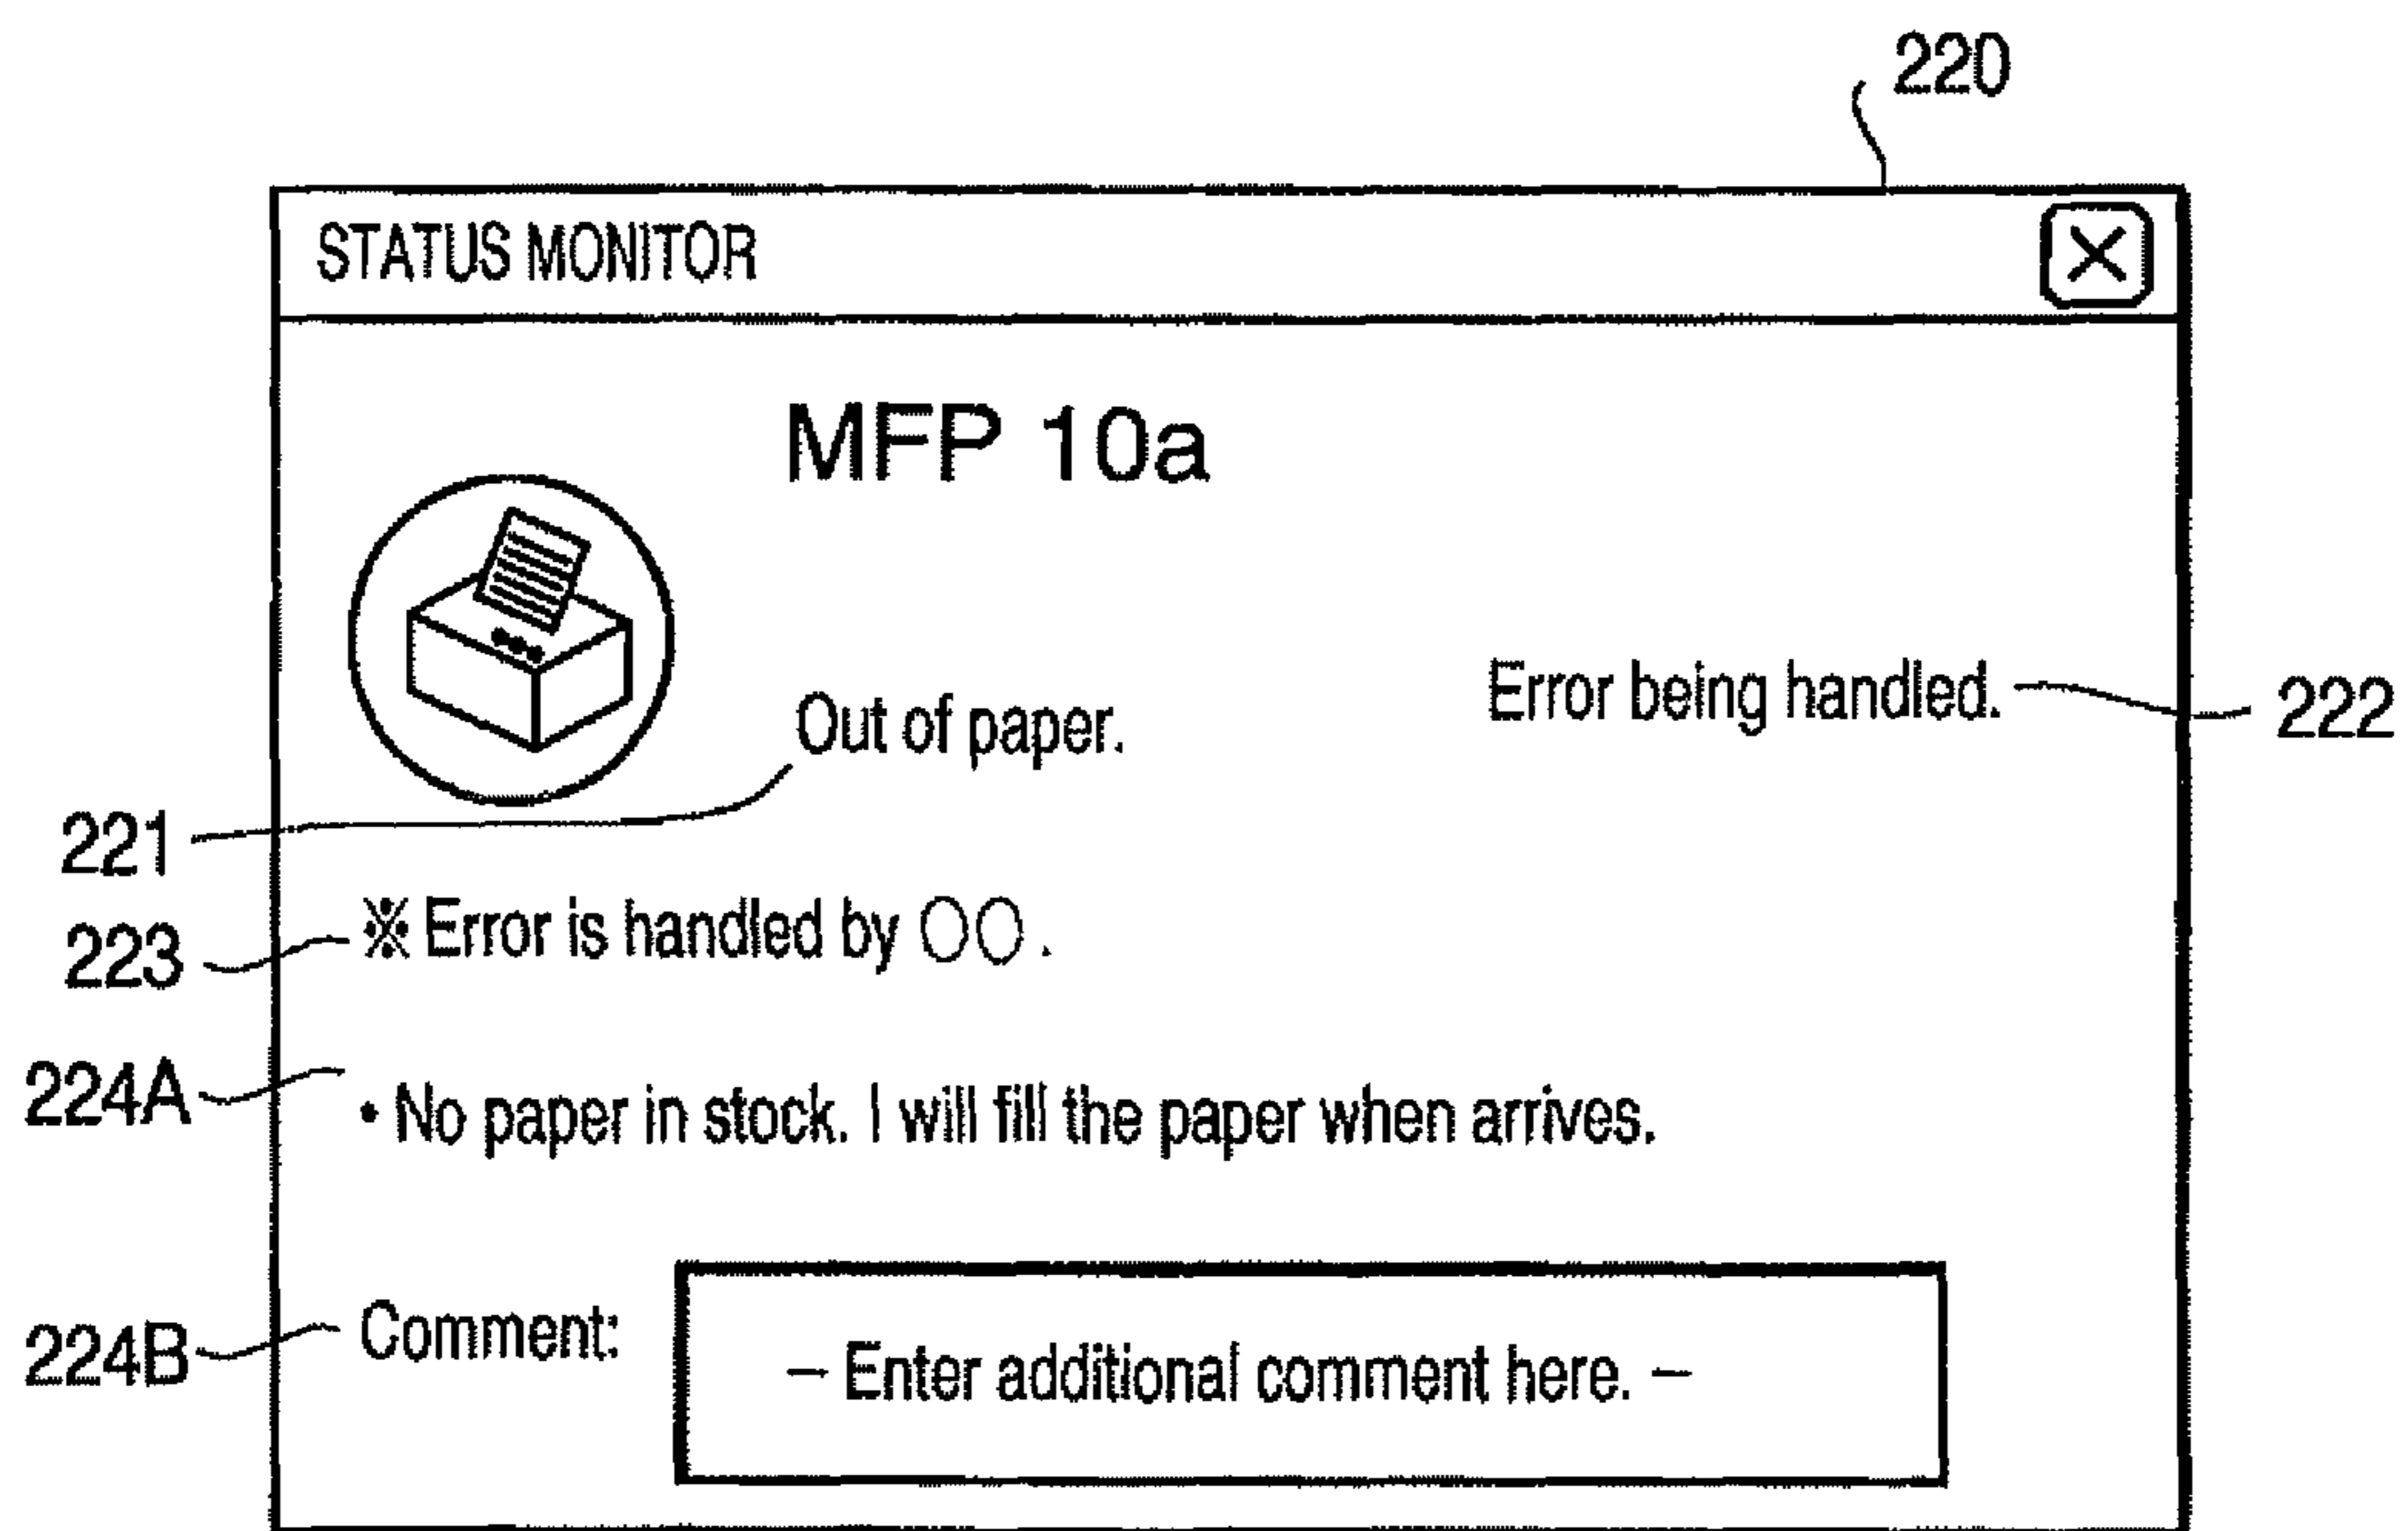 220
STATUS MONITOR
MFP 10a
Error being handled.
222
Out of paper.
221
223
※ Error is handled by ○○.
224A
• No paper in stock. I will fill the paper when arrives.
224B
Comment:
– Enter additional comment here. –